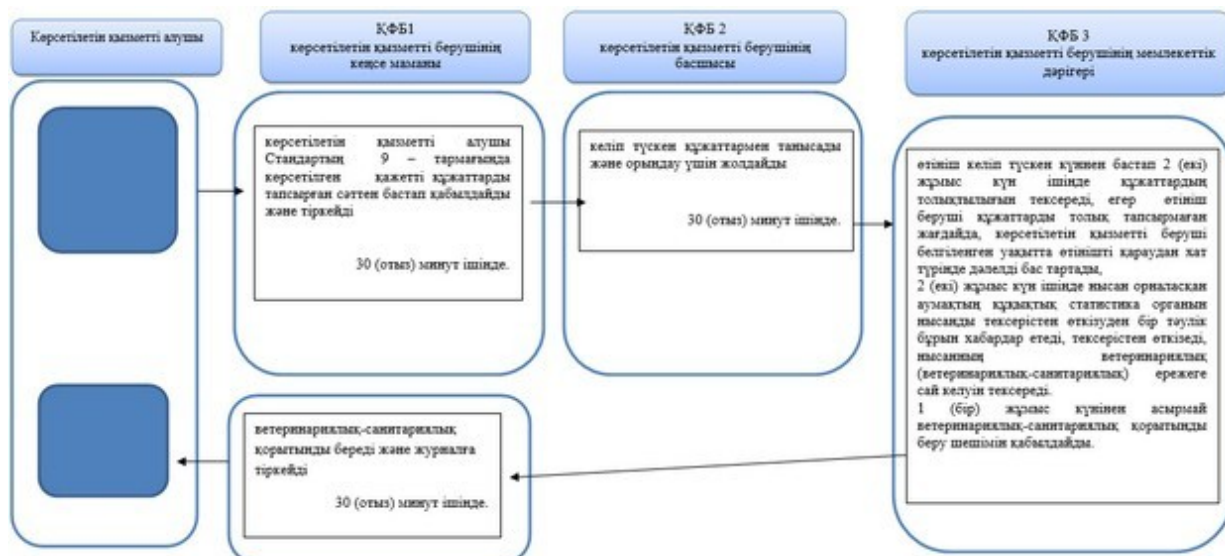 Көрсетілетін қызметті алушы
ҚФБ1
көрсетілетін қызметті берушінің
кеңсе маманы
ҚФБ 2
көрсетілетін қызметті берушінің
басшысы
ҚФБ 3
көрсетілетін қызметті берушінің мемлекеттік
дәрігері
көрсетілетін қызметті алушы
Стандартың 9 – тармағында
көрсетілген қажетті құжаттарды
тапсырған сәттен бастап қабылдайды
және тіркейді
30 (отыз) минут ішінде.
келіп түскен құжаттармен танысады
және орындау үшін жолдайды
30 (отыз) минут ішінде.
өтініш келіп түскен күннен бастап 2 (екі)
жұмыс күн ішінде құжаттардың
толықтылығын тексереді, егер өтініш
беруші құжаттарды толық тапсырмаған
жағдайда, көрсетілетін қызметті беруші
белгіленген уақытта өтінішті қараудан хат
түрінде дәлелді бас тартады,
2 (екі) жұмыс күн ішінде нысан орналасқан
аумақтың құқықтық статистика органын
нысанды тексерістен өткізуден бір тәулік
бұрын хабардар етеді, тексерістен өткізеді,
нысанның ветеринариялық
(ветеринариялық-санитариялық) ережеге
сай келуін тексереді.
1 (бір) жұмыс күнінен асырмай
ветеринариялық-санитариялық қорытынды
беру шешімін қабылдайды.
ветеринариялық-санитариялық
қорытынды береді және журналға
тіркейді
30 (отыз) минут ішінде.